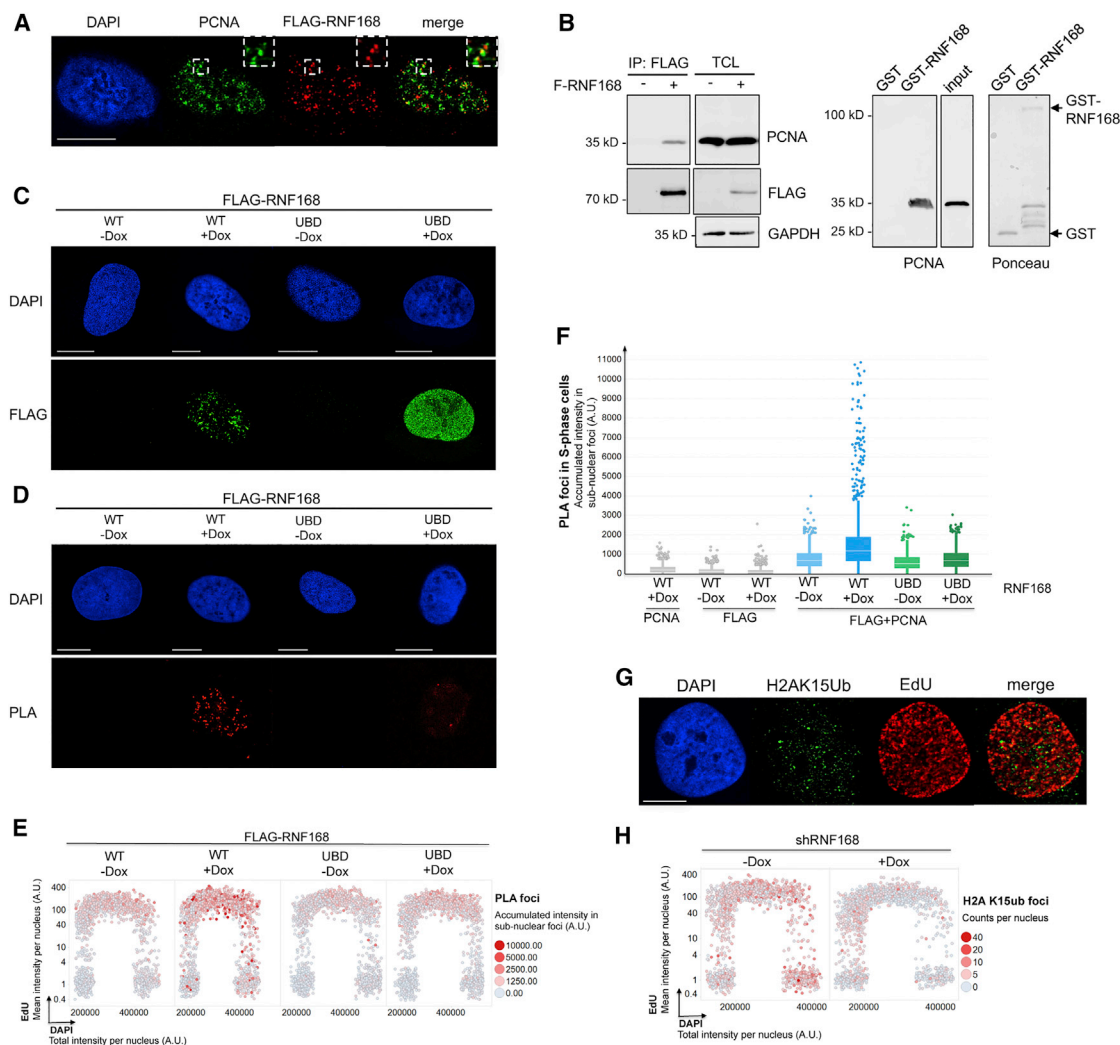 A
DAPI PCNA FLAG-RNF168 merge
B
IP: FLAG TCL
F-RNF168 - + - +
35 kD
PCNA
70 kD
FLAG
35 kD
GAPDH
GST
GST-RNF168
input
GST
GST-RNF168
100 kD
35 kD
25 kD
GST-
RNF168
GST
PCNA Ponceau
C
FLAG-RNF168
WT WT UBD UBD
-Dox +Dox -Dox +Dox
DAPI
FLAG
D
FLAG-RNF168
WT WT UBD UBD
-Dox +Dox -Dox +Dox
DAPI
PLA
E
FLAG-RNF168
WT WT UBD UBD
-Dox +Dox -Dox +Dox
EdU
Mean intensity per nucleus (A.U.)
400
100
40
10
4
1
0.4
200000 400000 200000 400000 200000 400000 200000 400000
DAPI
Total intensity per nucleus (A.U.)
PLA foci
Accumulated intensity in
sub-nuclear foci (A.U.)
10000.00
5000.00
2500.00
1250.00
0.00
F
PLA foci in S-phase cells
Accumulated intensity in
sub-nuclear foci (A.U.)
11000
10000
9000
8000
7000
6000
5000
4000
3000
2000
1000
0
WT WT WT WT WT UBD UBD
+Dox -Dox +Dox -Dox +Dox -Dox +Dox
RNF168
PCNA FLAG FLAG+PCNA
G
DAPI H2AK15Ub EdU merge
H
shRNF168
-Dox +Dox
EdU
Mean intensity per nucleus (A.U.)
400
100
40
10
4
1
0.4
200000 400000 200000 400000
DAPI
Total intensity per nucleus (A.U.)
H2A K15ub foci
Counts per nucleus
40
20
10
5
0